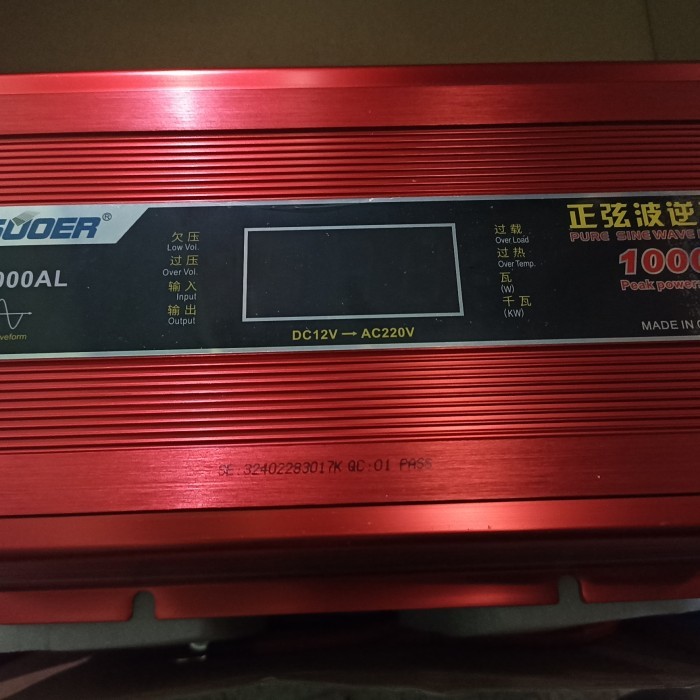 SUOER®
000AL
veform
欠压
Low Vol.
过压
Over Vol.
输入
Input
输出
Output
DC12V → AC220V
过载
Over Load
过热
Over Temp.
瓦
(W)
千瓦
(KW)
正弦波逆
PURE SINE WAVE
1000
Peak power
MADE IN
SE:32402283017K QC:01 PASS